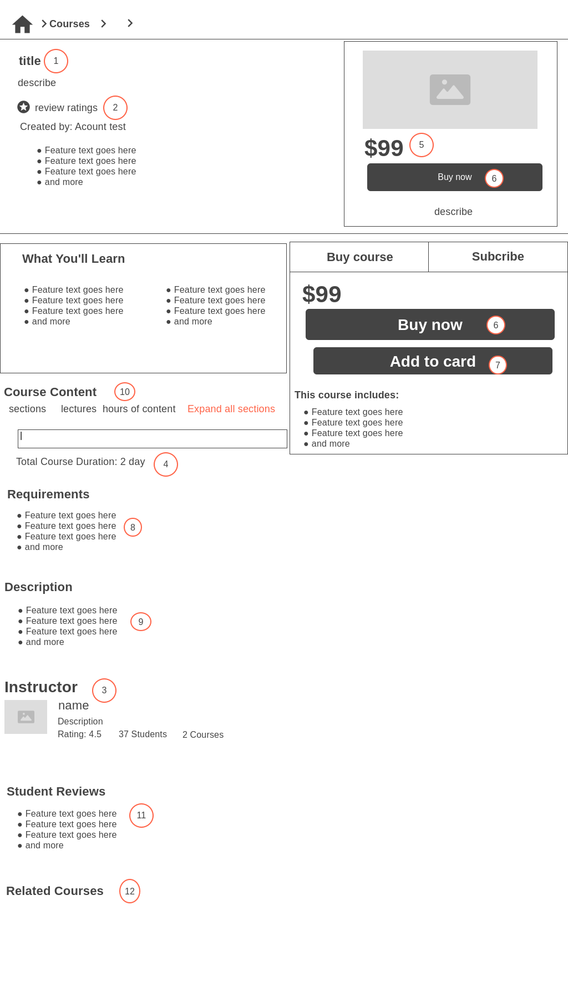 Courses
title 1
describe
review ratings 2
Created by: Acount test
● Feature text goes here
● Feature text goes here
● Feature text goes here
● and more
$99 5
Buy now 6
describe
What You'll Learn
● Feature text goes here
● Feature text goes here
● Feature text goes here
● and more
● Feature text goes here
● Feature text goes here
● Feature text goes here
● and more
Buy course Subcribe
$99
Buy now 6
Add to card 7
This course includes:
● Feature text goes here
● Feature text goes here
● Feature text goes here
● and more
Course Content 10
sections lectures hours of content Expand all sections
Total Course Duration: 2 day 4
Requirements
● Feature text goes here
● Feature text goes here 8
● Feature text goes here
● and more
Description
● Feature text goes here
● Feature text goes here 9
● Feature text goes here
● and more
Instructor 3
name
Description
Rating: 4.5 37 Students 2 Courses
Student Reviews
● Feature text goes here 11
● Feature text goes here
● Feature text goes here
● and more
Related Courses 12